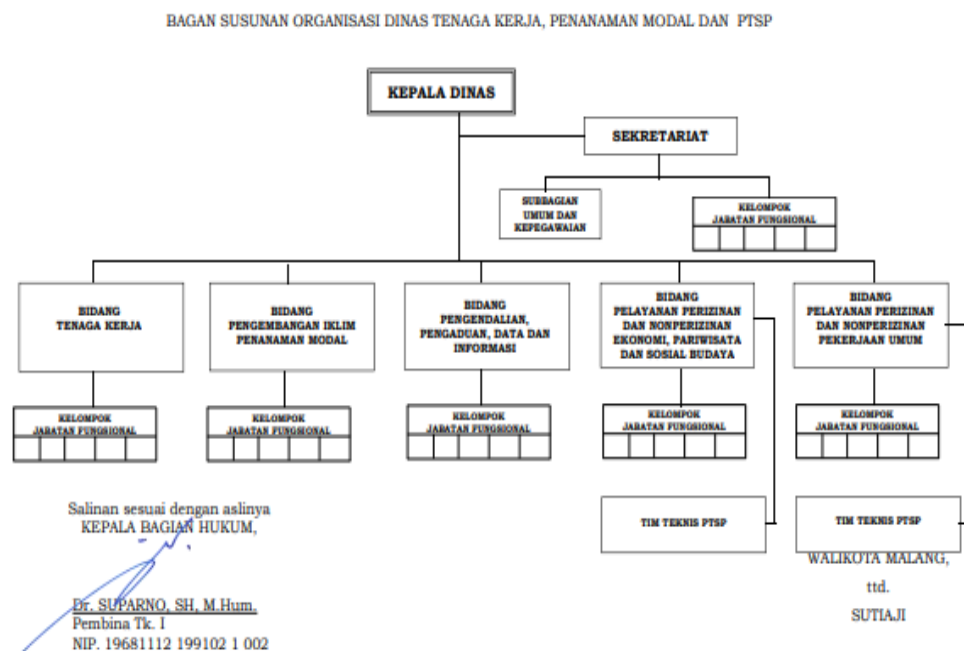 BAGAN SUSUNAN ORGANISASI DINAS TENAGA KERJA, PENANAMAN MODAL DAN PTSP
KEPALA DINAS
SEKRETARIAT
SUBBAGIAN
UMUM DAN
KEPEGAWAIAN
KELOMPOK
JABATAN FUNGSIONAL
BIDANG
TENAGA KERJA
BIDANG
PENGEMBANGAN IKLIM
PENANAMAN MODAL
BIDANG
PENGENDALIAN,
PENGADUAN, DATA DAN
INFORMASI
BIDANG
PELAYANAN PERIZINAN
DAN NONPERIZINAN
EKONOMI, PARIWISATA
DAN SOSIAL BUDAYA
BIDANG
PELAYANAN PERIZINAN
DAN NONPERIZINAN
PEKERJAAN UMUM
KELOMPOK
JABATAN FUNGSIONAL
KELOMPOK
JABATAN FUNGSIONAL
KELOMPOK
JABATAN FUNGSIONAL
KELOMPOK
JABATAN FUNGSIONAL
KELOMPOK
JABATAN FUNGSIONAL
TIM TEKNIS PTSP
TIM TEKNIS PTSP
Salinan sesuai dengan aslinya
KEPALA BAGIAN HUKUM,
Dr. SUPARNO, SH, M.Hum.
Pembina Tk. I
NIP. 19681112 199102 1 002
WALIKOTA MALANG,
ttd.
SUTIAJI